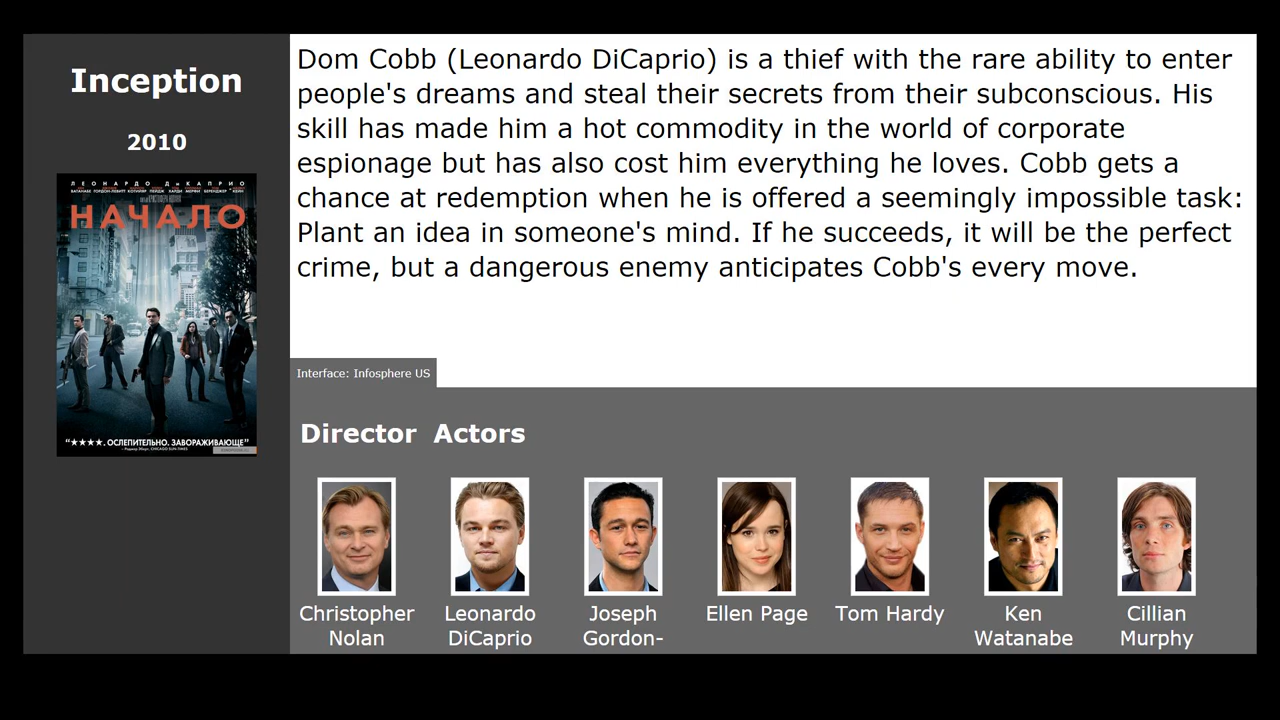 Inception
2010
ЛЕОНАРДО ДиКАПРИО
НАЧАЛО
“★★★★. ОСЛЕПИТЕЛЬНО. ЗАВОРАЖИВАЮЩЕ”
Dom Cobb (Leonardo DiCaprio) is a thief with the rare ability to enter
people's dreams and steal their secrets from their subconscious. His
skill has made him a hot commodity in the world of corporate
espionage but has also cost him everything he loves. Cobb gets a
chance at redemption when he is offered a seemingly impossible task:
Plant an idea in someone's mind. If he succeeds, it will be the perfect
crime, but a dangerous enemy anticipates Cobb's every move.
Interface: Infosphere US
Director Actors
Christopher Nolan
Leonardo DiCaprio
Joseph Gordon-
Ellen Page
Tom Hardy
Ken Watanabe
Cillian Murphy